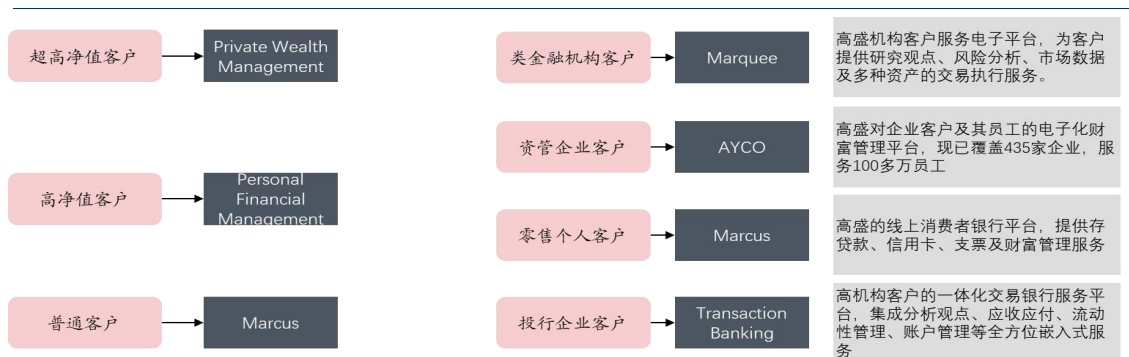 超高净值客户
Private Wealth
Management
高净值客户
Personal
Financial
Management
普通客户
Marcus
类金融机构客户
Marquee
高盛机构客户服务电子平台，为客户
提供研究观点、风险分析、市场数据
及多种资产的交易执行服务。
资管企业客户
AYCO
高盛对企业客户及其员工的电子化财
富管理平台，现已覆盖435家企业，服
务100多万员工
零售个人客户
Marcus
高盛的线上消费者银行平台，提供存
贷款、信用卡、支票及财富管理服务
投行企业客户
Transaction
Banking
高机构客户的一体化交易银行服务平
台，集成分析观点、应收应付、流动
性管理、账户管理等全方位嵌入式服
务